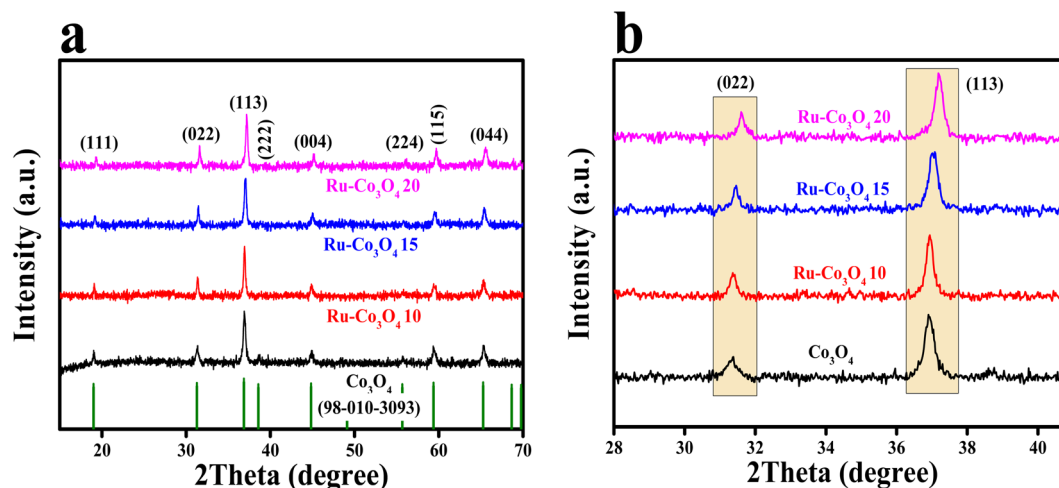 a
(111)
(022)
(113)
(222)
(004)
(224)
(115)
(044)
Ru-Co₃O₄ 20
Ru-Co₃O₄ 15
Ru-Co₃O₄ 10
Co₃O₄
(98-010-3093)
Intensity (a.u.)
20 30 40 50 60 70
2Theta (degree)
b
(022)
(113)
Ru-Co₃O₄ 20
Ru-Co₃O₄ 15
Ru-Co₃O₄ 10
Co₃O₄
Intensity (a.u.)
28 30 32 34 36 38 40
2Theta (degree)